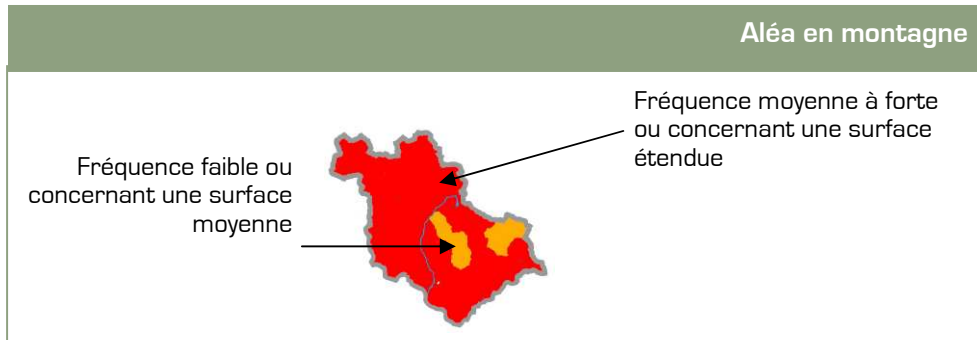 Aléa en montagne
Fréquence moyenne à forte
ou concernant une surface
étendue
Fréquence faible ou
concernant une surface
moyenne